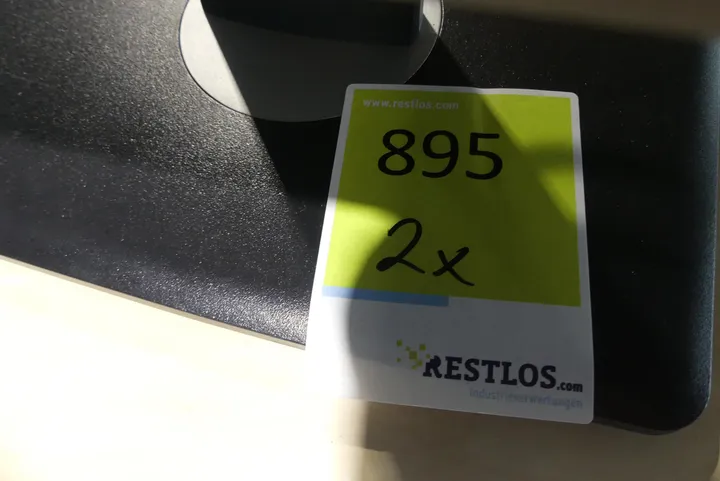 www.restlos.com
895
2x
RESTLOS.com
industrieverwertungen